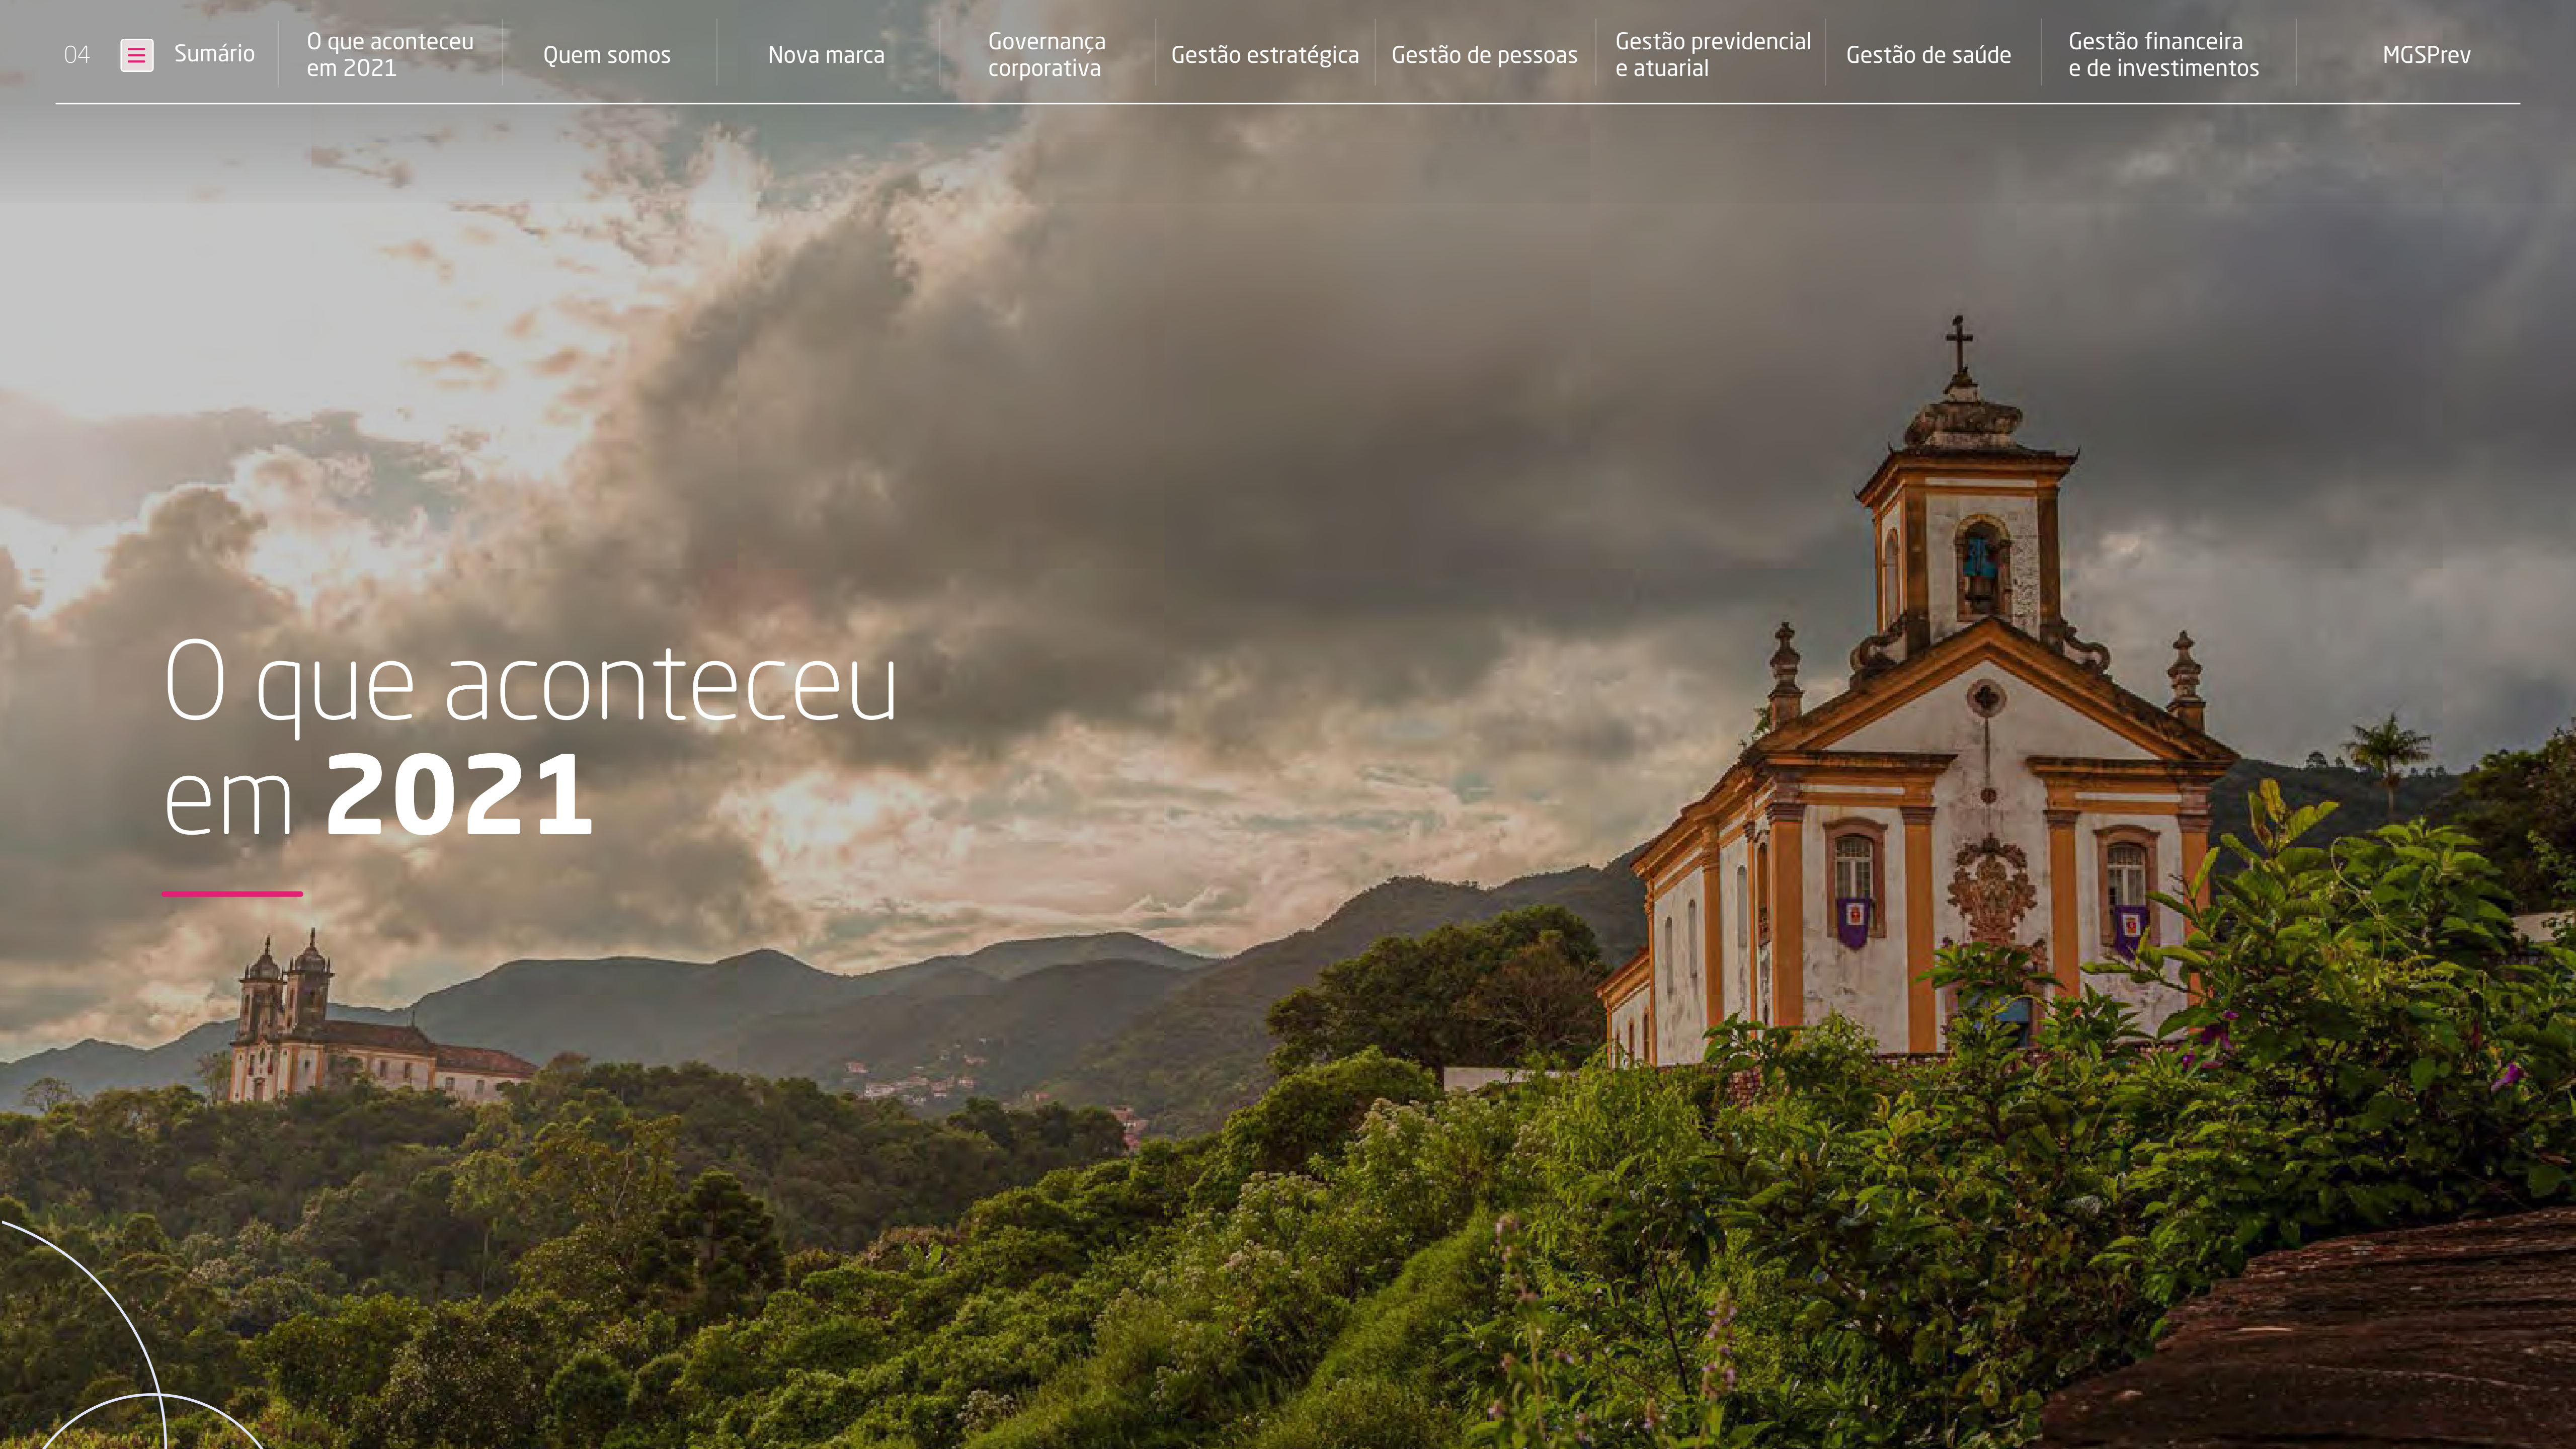 04
Sumário
O que aconteceu
em 2021
Quem somos
Nova marca
Governança
corporativa
Gestão estratégica
Gestão de pessoas
Gestão previdencial
e atuarial
Gestão de saúde
Gestão financeira
e de investimentos
MGSPrev
O que aconteceu
em 2021